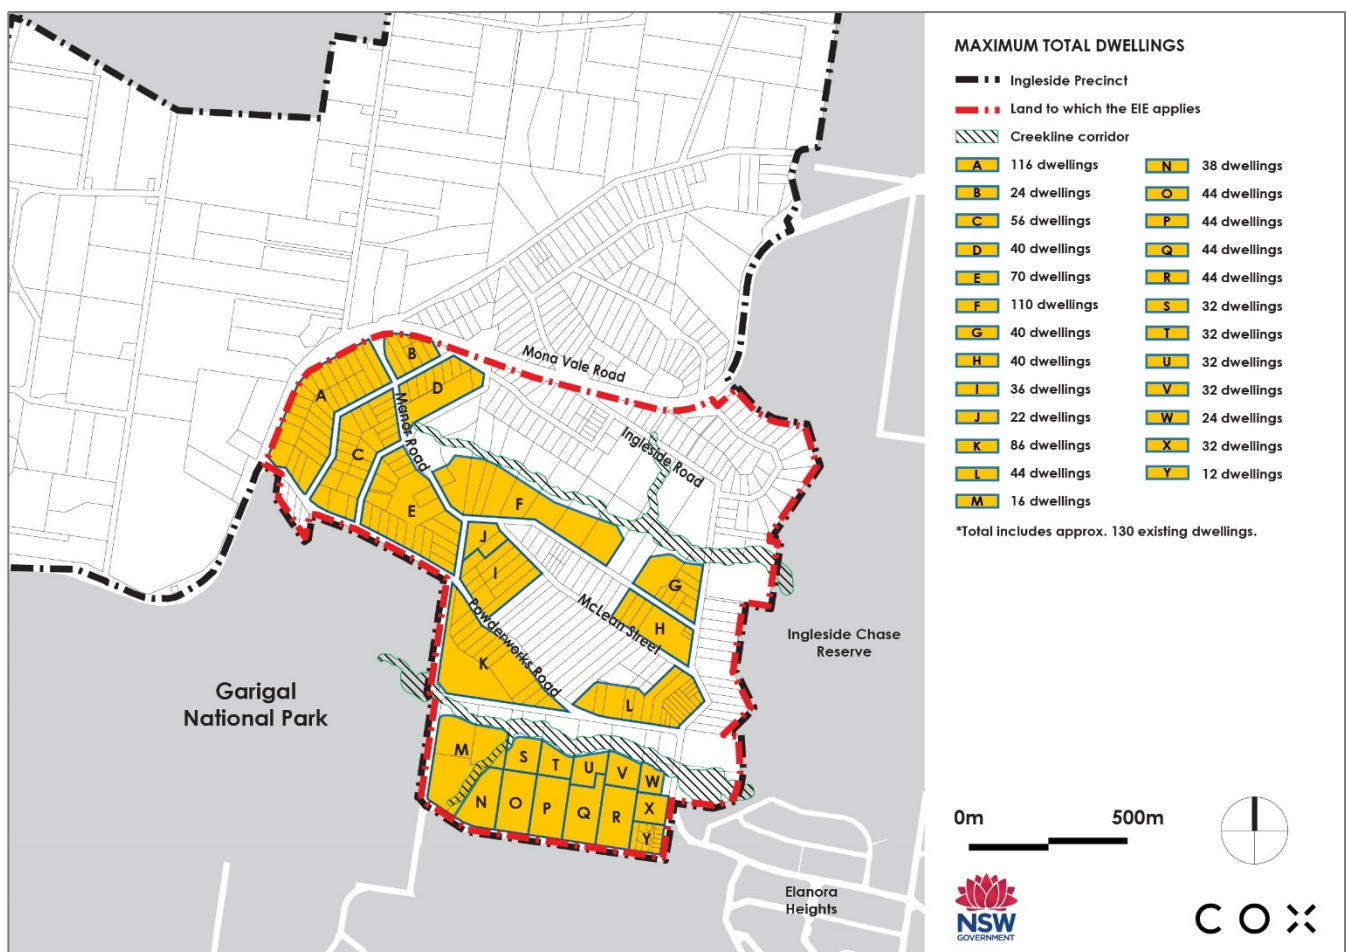 MAXIMUM TOTAL DWELLINGS
Ingleside Precinct
Land to which the EIE applies
Creekline corridor
A 116 dwellings
B 24 dwellings
C 56 dwellings
D 40 dwellings
E 70 dwellings
F 110 dwellings
G 40 dwellings
H 40 dwellings
I 36 dwellings
J 22 dwellings
K 86 dwellings
L 44 dwellings
M 16 dwellings
N 38 dwellings
O 44 dwellings
P 44 dwellings
Q 44 dwellings
R 44 dwellings
S 32 dwellings
T 32 dwellings
U 32 dwellings
V 32 dwellings
W 24 dwellings
X 32 dwellings
Y 12 dwellings
*Total includes approx. 130 existing dwellings.
Mona Vale Road
B
A
D
Manor Road
Ingleside Road
C
E
F
J
I
G
McLean Street
H
Powderworks Road
K
L
Ingleside Chase
Reserve
Garigal
National Park
M
S
T
U
V
W
N
O
P
Q
R
X
Y
Elanora
Heights
0m 500m
NSW
GOVERNMENT
COX